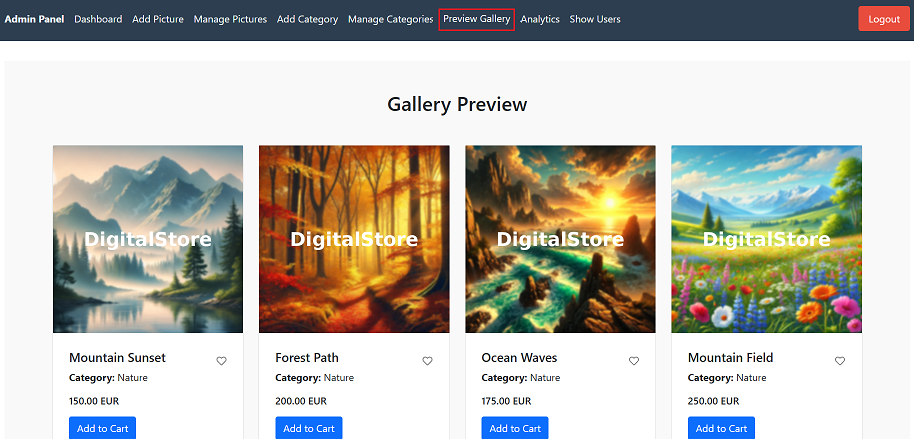 Admin Panel Dashboard Add Picture Manage Pictures Add Category Manage Categories Preview Gallery Analytics Show Users Logout
Gallery Preview
DigitalStore DigitalStore DigitalStore DigitalStore
Mountain Sunset Forest Path Ocean Waves Mountain Field
Category: Nature Category: Nature Category: Nature Category: Nature
150.00 EUR 200.00 EUR 175.00 EUR 250.00 EUR
Add to Cart Add to Cart Add to Cart Add to Cart